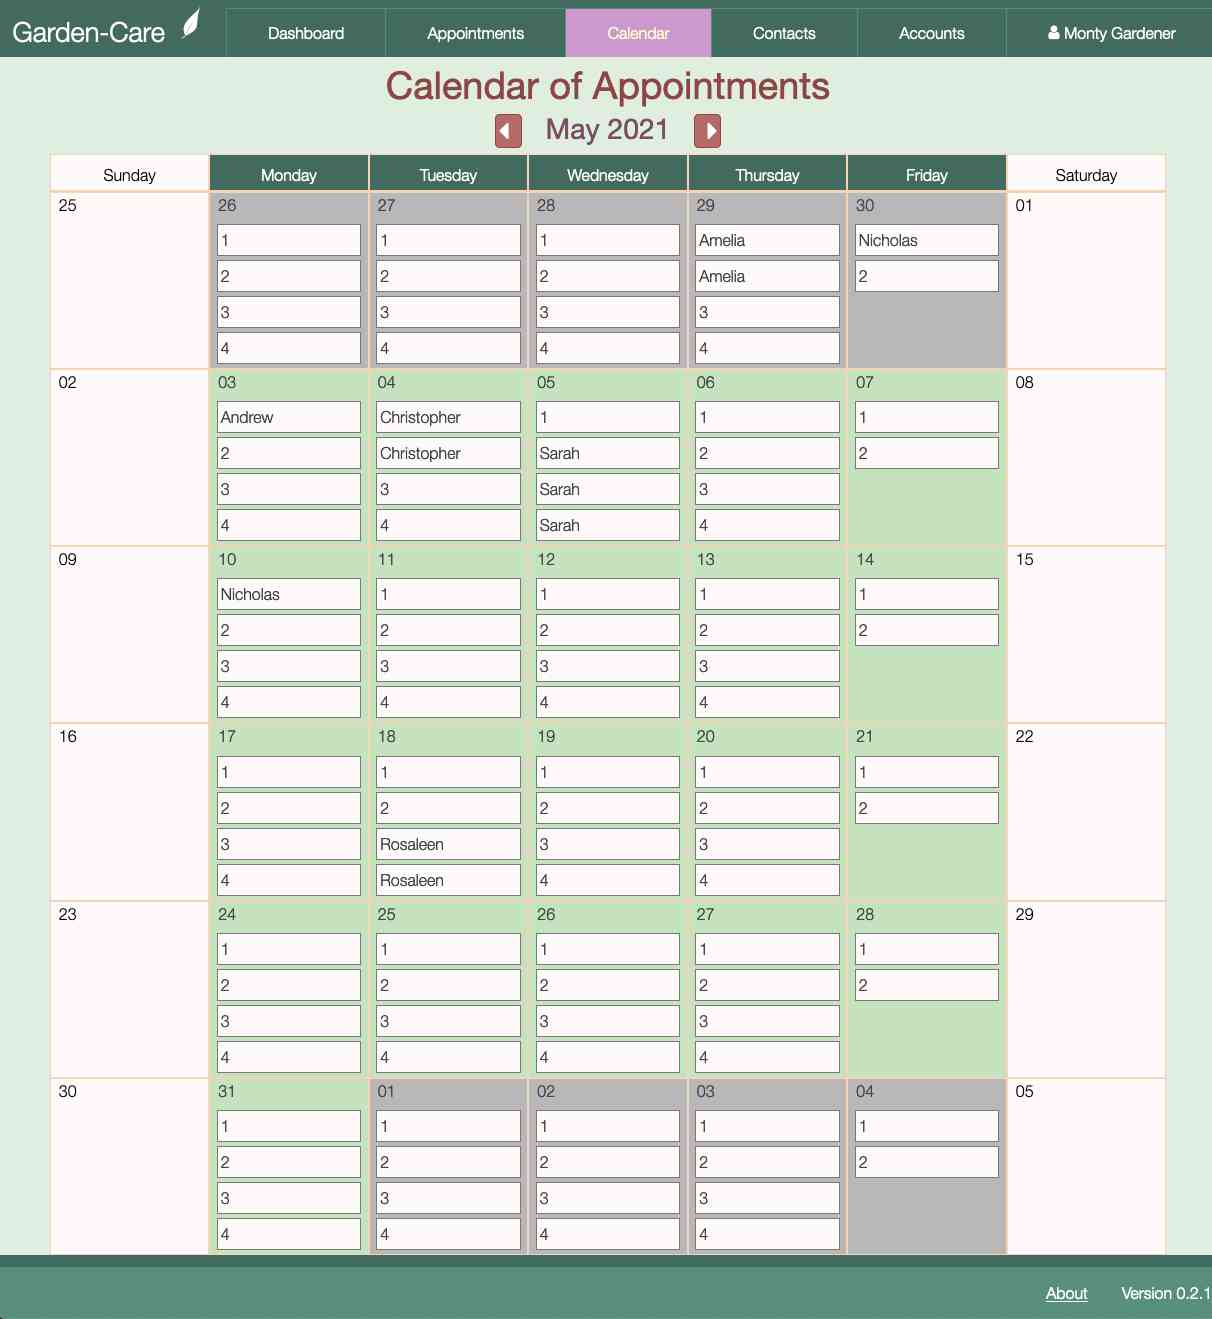 Garden-Care Dashboard Appointments Calendar Contacts Accounts Monty Gardener
Calendar of Appointments
May 2021
Sunday Monday Tuesday Wednesday Thursday Friday Saturday
25 26 27 28 29 30 01
1 1 1 Amelia Nicholas
2 2 2 Amelia 2
3 3 3 3
4 4 4 4
02 03 04 05 06 07 08
Andrew Christopher 1 1 1
2 Christopher Sarah 2 2
3 3 Sarah 3
4 4 Sarah 4
09 10 11 12 13 14 15
Nicholas 1 1 1 1
2 2 2 2 2
3 3 3 3
4 4 4 4
16 17 18 19 20 21 22
1 1 1 1 1
2 2 2 2 2
3 Rosaleen 3 3
4 Rosaleen 4 4
23 24 25 26 27 28 29
1 1 1 1 1
2 2 2 2 2
3 3 3 3
4 4 4 4
30 31 01 02 03 04 05
1 1 1 1 1
2 2 2 2 2
3 3 3 3
4 4 4 4
About Version 0.2.1